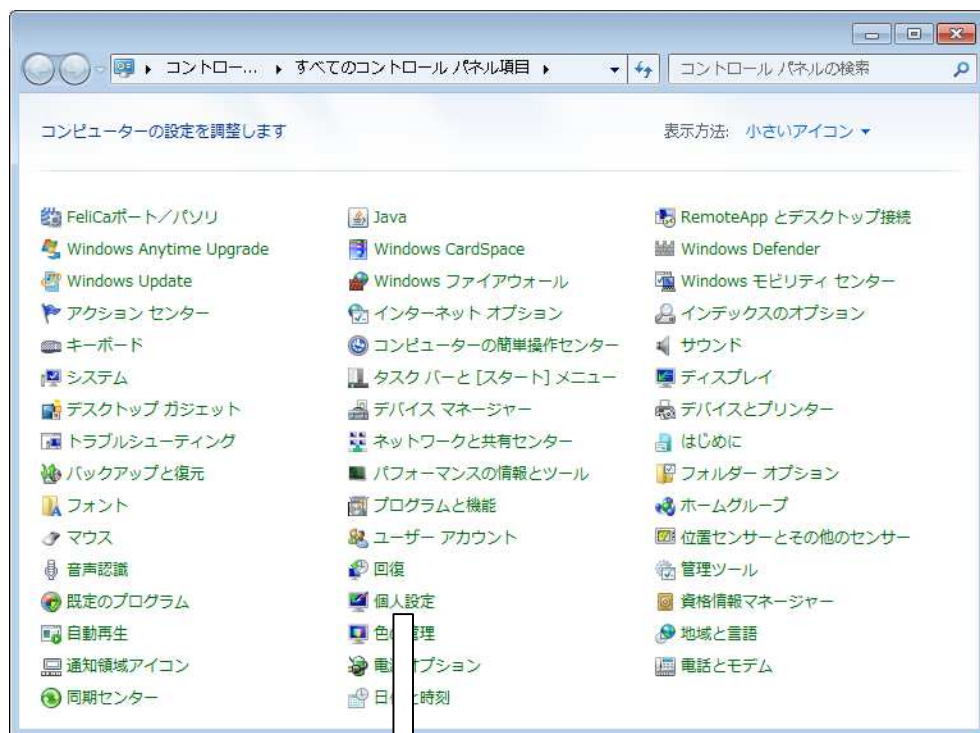 コントロー... すべてのコントロール パネル項目 コントロール パネルの検索
コンピューターの設定を調整します 表示方法: 小さいアイコン
FeliCaポート／パソリ Java RemoteApp とデスクトップ接続
Windows Anytime Upgrade Windows CardSpace Windows Defender
Windows Update Windows ファイアウォール Windows モビリティ センター
アクション センター インターネット オプション インデックスのオプション
キーボード コンピューターの簡単操作センター サウンド
システム タスク バーと [スタート] メニュー ディスプレイ
デスクトップ ガジェット デバイス マネージャー デバイスとプリンター
トラブルシューティング ネットワークと共有センター はじめに
バックアップと復元 パフォーマンスの情報とツール フォルダー オプション
フォント プログラムと機能 ホームグループ
マウス ユーザー アカウント 位置センサーとその他のセンサー
音声認識 回復 管理ツール
既定のプログラム 個人設定 資格情報マネージャー
自動再生 色 管理 地域と言語
通知領域アイコン 電 オプション 電話とモデム
同期センター 日 と時刻